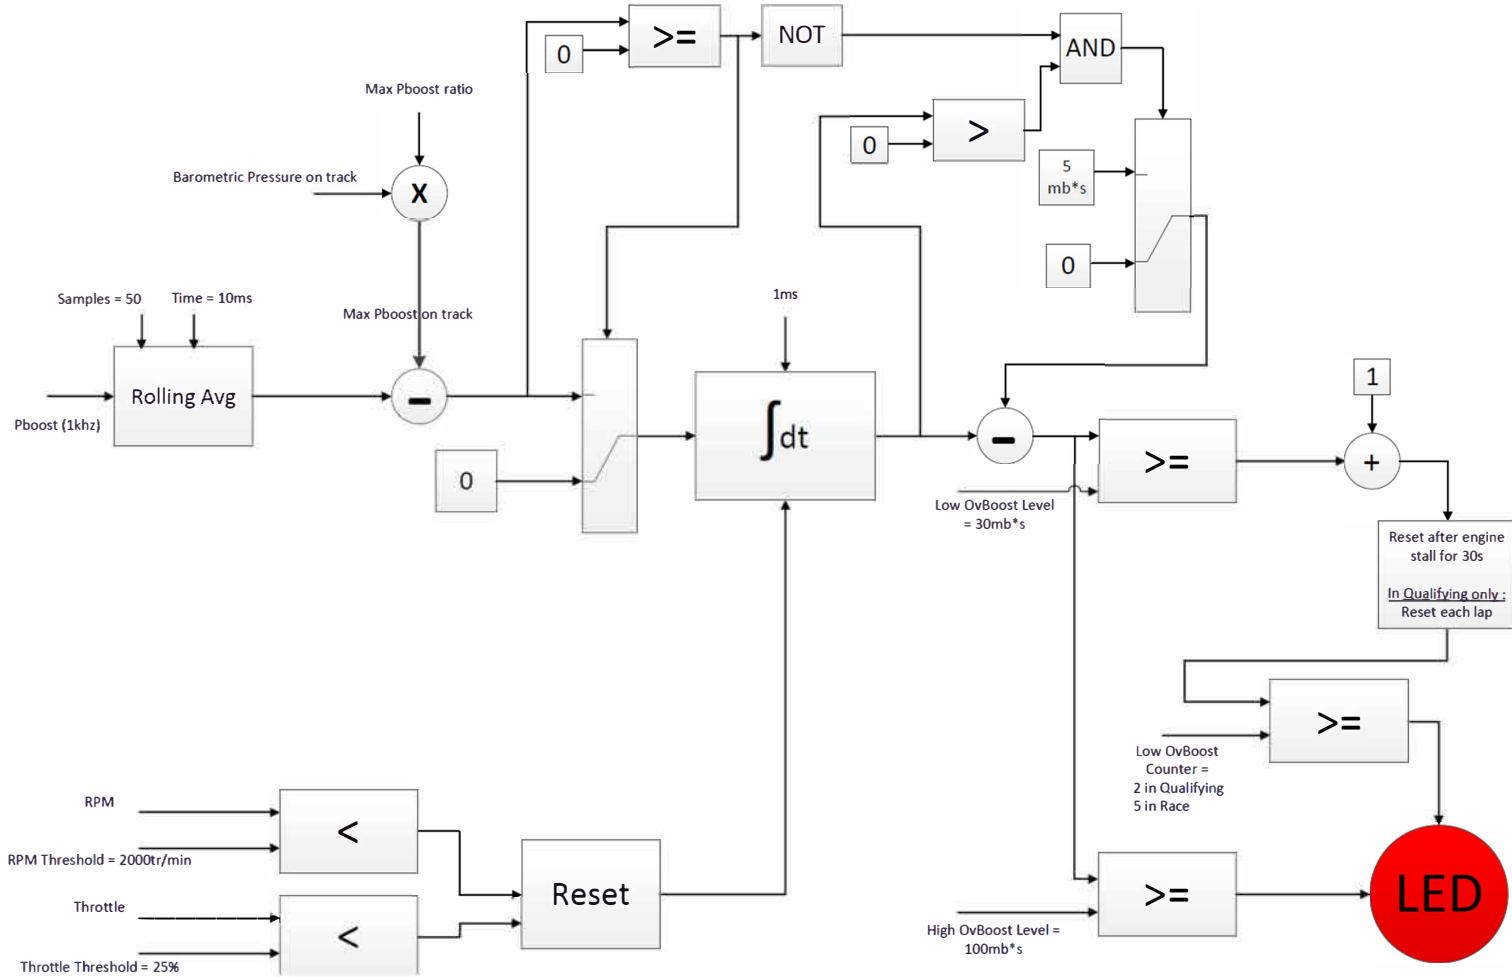 >=
NOT
0
AND
Max Pboost ratio
>
0
5
mb*s
Barometric Pressure on track
X
0
Samples = 50
Time = 10ms
1ms
Max Pboost on track
1
Rolling Avg
-
∫dt
Pboost (1khz)
-
>=
+
0
Low OvBoost Level
= 30mb*s
Reset after engine
stall for 30s
In Qualifying only :
Reset each lap
>=
Low OvBoost
Counter =
2 in Qualifying
5 in Race
RPM
<
RPM Threshold = 2000tr/min
Reset
>=
LED
Throttle
<
High OvBoost Level =
100mb*s
Throttle Threshold = 25%